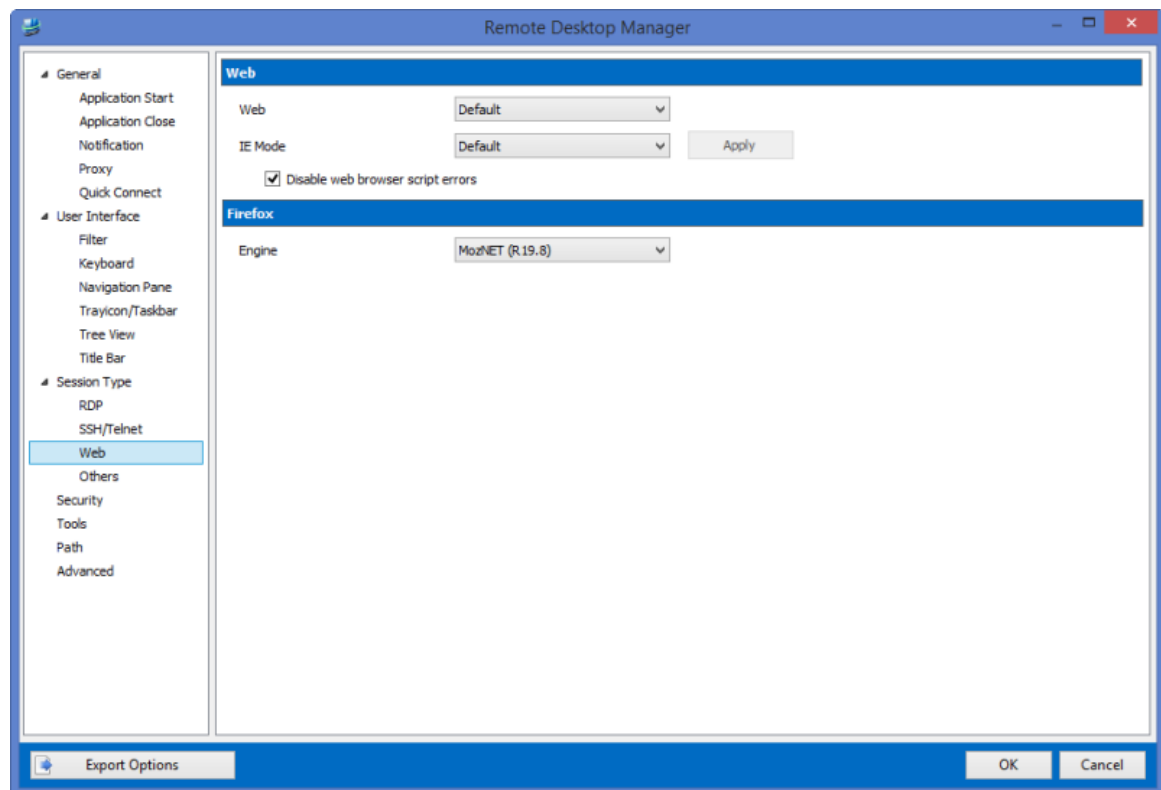 Remote Desktop Manager
General
Application Start
Application Close
Notification
Proxy
Quick Connect
User Interface
Filter
Keyboard
Navigation Pane
Trayicon/Taskbar
Tree View
Title Bar
Session Type
RDP
SSH/Telnet
Web
Others
Security
Tools
Path
Advanced
Web
Web Default
IE Mode Default Apply
Disable web browser script errors
Firefox
Engine MozNET (R19.8)
Export Options OK Cancel